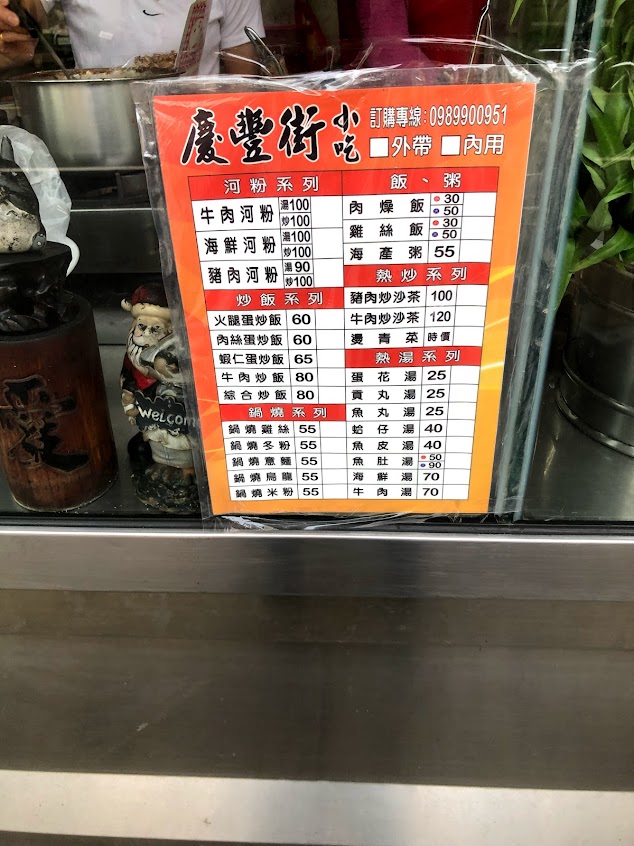 慶豐街小吃
訂購專線:0989900951
■外帶 ■內用
河粉系列
牛肉河粉 湯100 炒100
海鮮河粉 湯100 炒100
豬肉河粉 湯90 炒100
炒飯系列
火腿蛋炒飯 60
肉絲蛋炒飯 60
蝦仁蛋炒飯 65
牛肉炒飯 80
綜合炒飯 80
鍋燒系列
鍋燒雞絲 55
鍋燒冬粉 55
鍋燒意麵 55
鍋燒烏龍 55
鍋燒米粉 55
飯、粥
肉燥飯 30 50
雞絲飯 30 50
海產粥 55
熱炒系列
豬肉炒沙茶 100
牛肉炒沙茶 120
燙青菜 時價
熱湯系列
蛋花湯 25
貢丸湯 25
魚丸湯 25
蛤仔湯 40
魚皮湯 40
魚肚湯 50 90
海鮮湯 70
牛肉湯 70
Welcom
愛